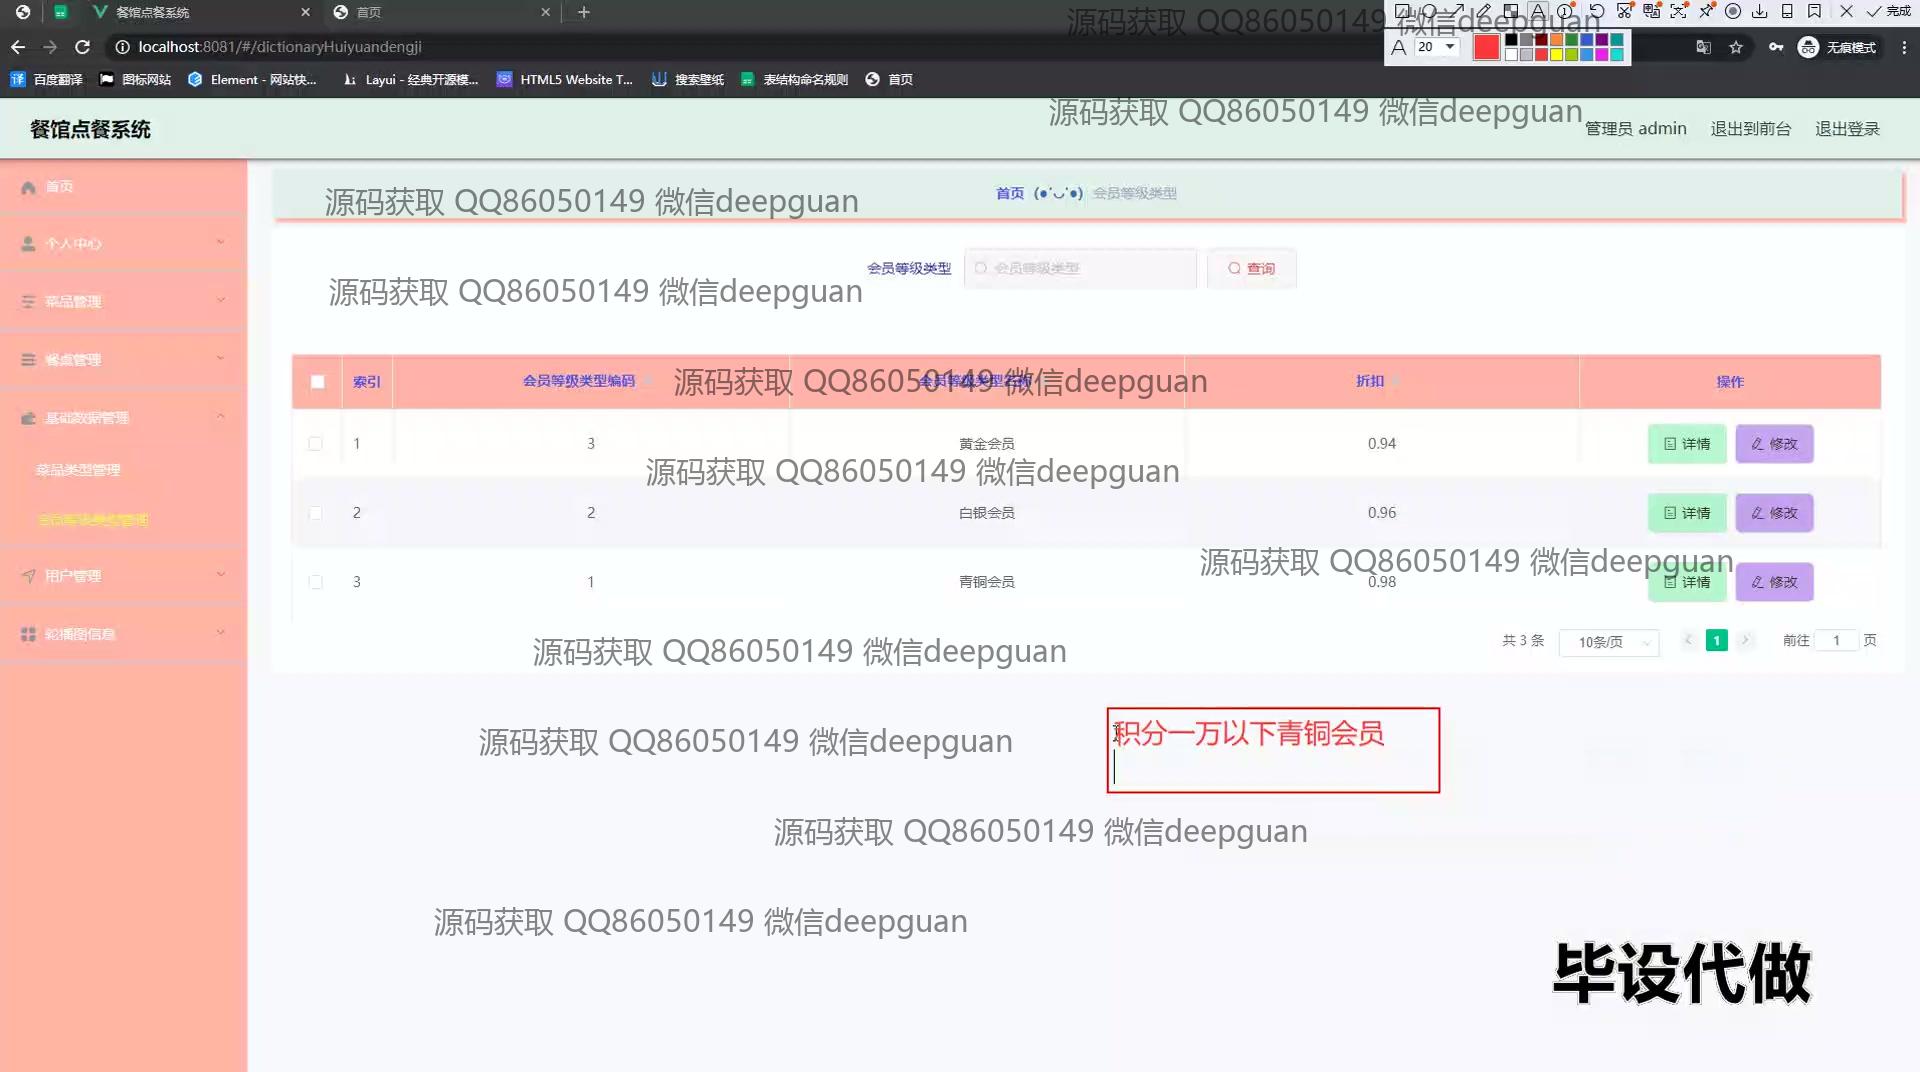 餐馆点餐系统
首页
源码获取 QQ86050149 微信deepguan
完成
localhost:8081/#/dictionaryHuiyuandengji
A 20
无痕模式
百度翻译
图标网站
Element - 网站快...
Layui - 经典开源模...
HTML5 Website T...
搜索壁纸
表结构命名规则
首页
源码获取 QQ86050149 微信deepguan
餐馆点餐系统
管理员 admin
退出到前台
退出登录
首页
个人中心
菜品管理
餐桌管理
基础数据管理
菜品类型管理
会员等级类型管理
用户管理
轮播图信息
源码获取 QQ86050149 微信deepguan
首页 (●'◡'●) 会员等级类型
源码获取 QQ86050149 微信deepguan
会员等级类型 会员等级类型 查询
索引 会员等级类型编码 会员等级类型名称 折扣 操作
源码获取 QQ86050149 微信deepguan
1 3 黄金会员 0.94 详情 修改
源码获取 QQ86050149 微信deepguan
2 2 白银会员 0.96 详情 修改
源码获取 QQ86050149 微信deepguan
3 1 青铜会员 0.98 详情 修改
共 3 条 10条/页 1 前往 1 页
源码获取 QQ86050149 微信deepguan
积分一万以下青铜会员
源码获取 QQ86050149 微信deepguan
源码获取 QQ86050149 微信deepguan
源码获取 QQ86050149 微信deepguan
毕设代做